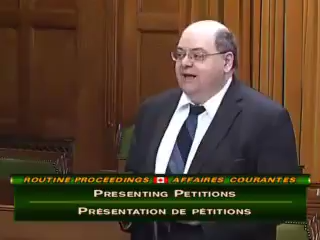 ROUTINE PROCEEDINGS AFFAIRES COURANTES
PRESENTING PETITIONS
PRÉSENTATION DE PÉTITIONS